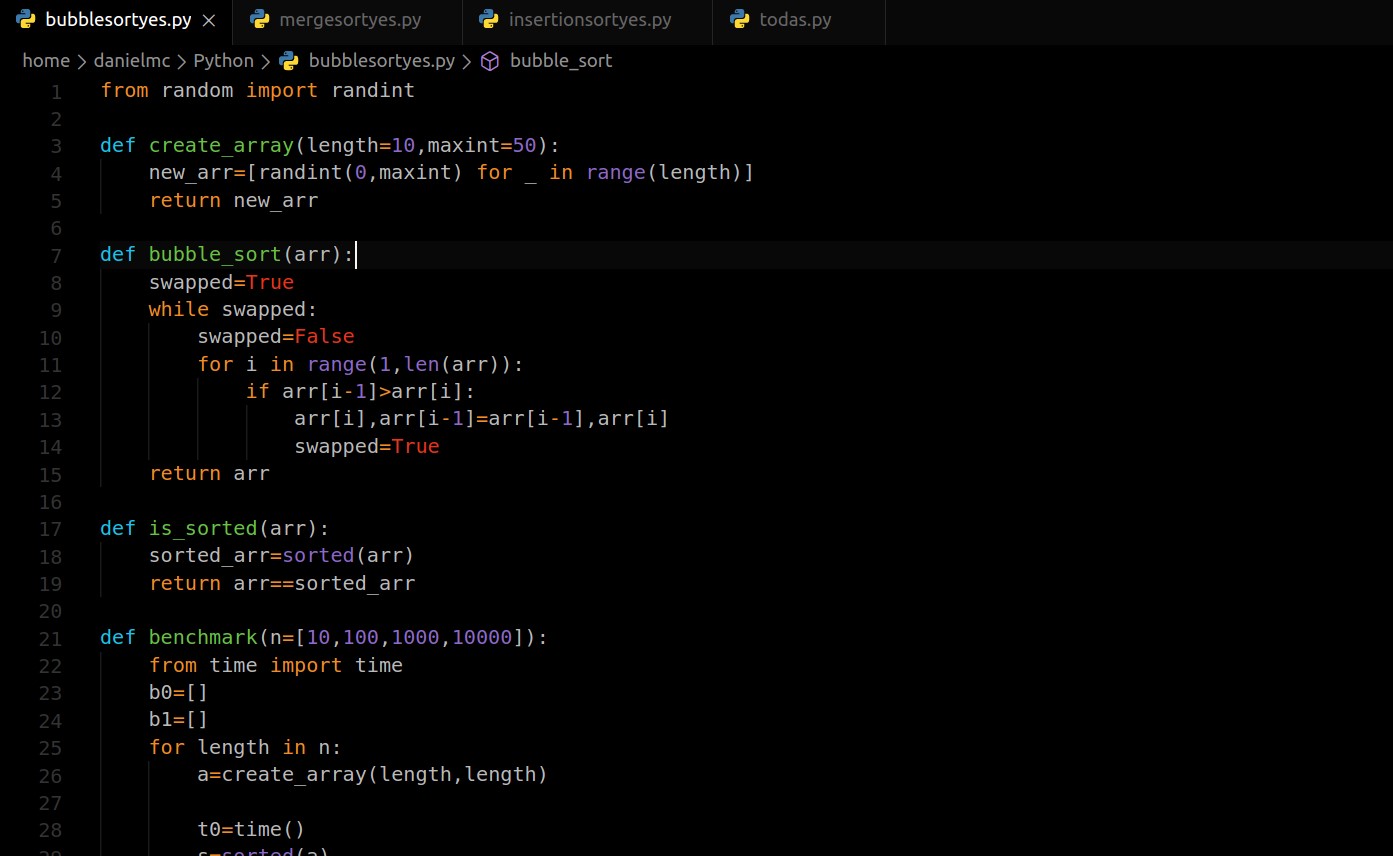 bubblesortyes.py × mergesortyes.py insertionsortyes.py todas.py
home > danielmc > Python > bubblesortyes.py > bubble_sort
1 from random import randint
2
3 def create_array(length=10,maxint=50):
4     new_arr=[randint(0,maxint) for _ in range(length)]
5     return new_arr
6
7 def bubble_sort(arr):
8     swapped=True
9     while swapped:
10         swapped=False
11         for i in range(1,len(arr)):
12             if arr[i-1]>arr[i]:
13                 arr[i],arr[i-1]=arr[i-1],arr[i]
14                 swapped=True
15     return arr
16
17 def is_sorted(arr):
18     sorted_arr=sorted(arr)
19     return arr==sorted_arr
20
21 def benchmark(n=[10,100,1000,10000]):
22     from time import time
23     b0=[]
24     b1=[]
25     for length in n:
26         a=create_array(length,length)
27
28         t0=time()
29         s=sorted(a)